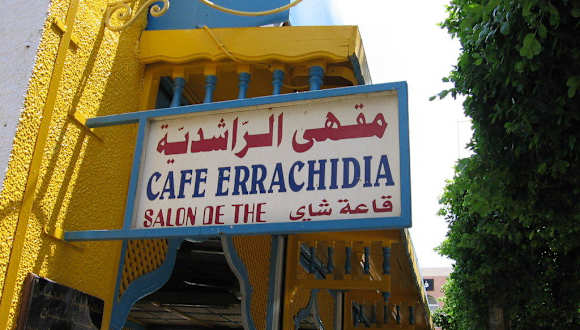 مقهى الرّاشديّة
CAFE ERRACHIDIA
SALON DE THE قاعة شاي